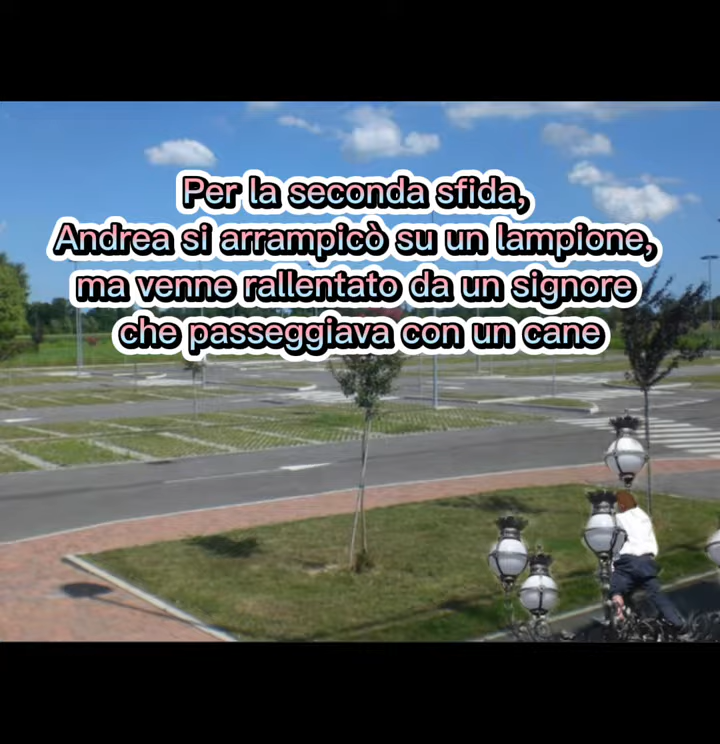 Per la seconda sfida,
Andrea si arrampicò su un lampione,
ma venne rallentato da un signore
che passeggiava con un cane